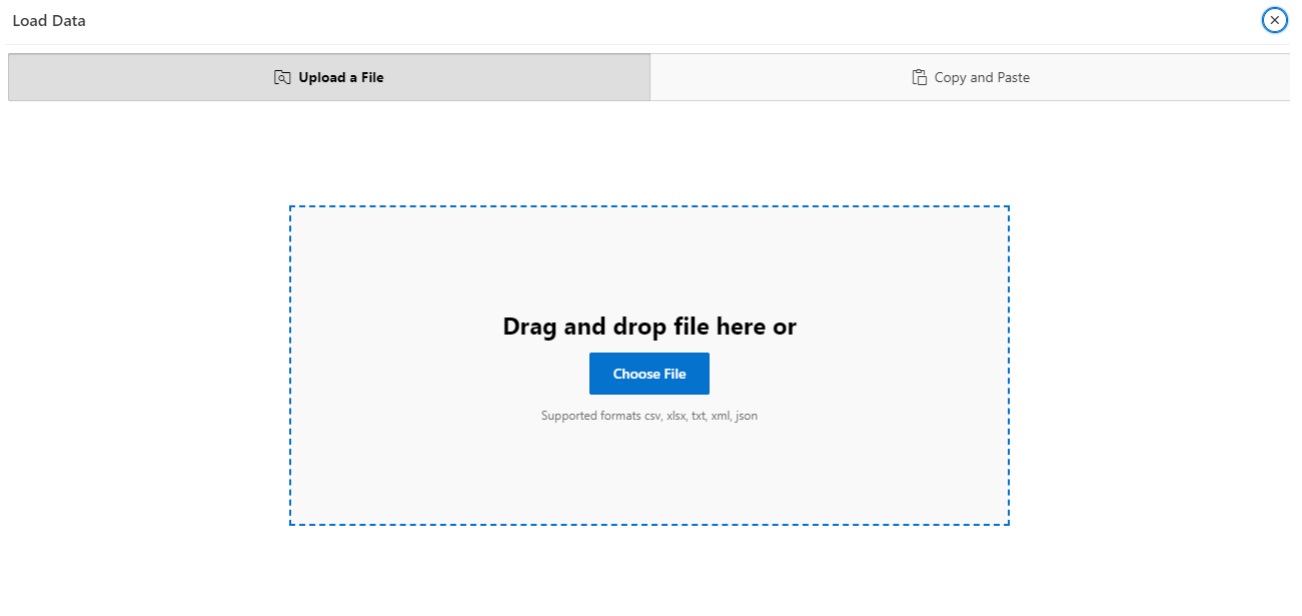 Load Data
Upload a File
Copy and Paste
Drag and drop file here or
Choose File
Supported formats csv, xlsx, txt, xml, json